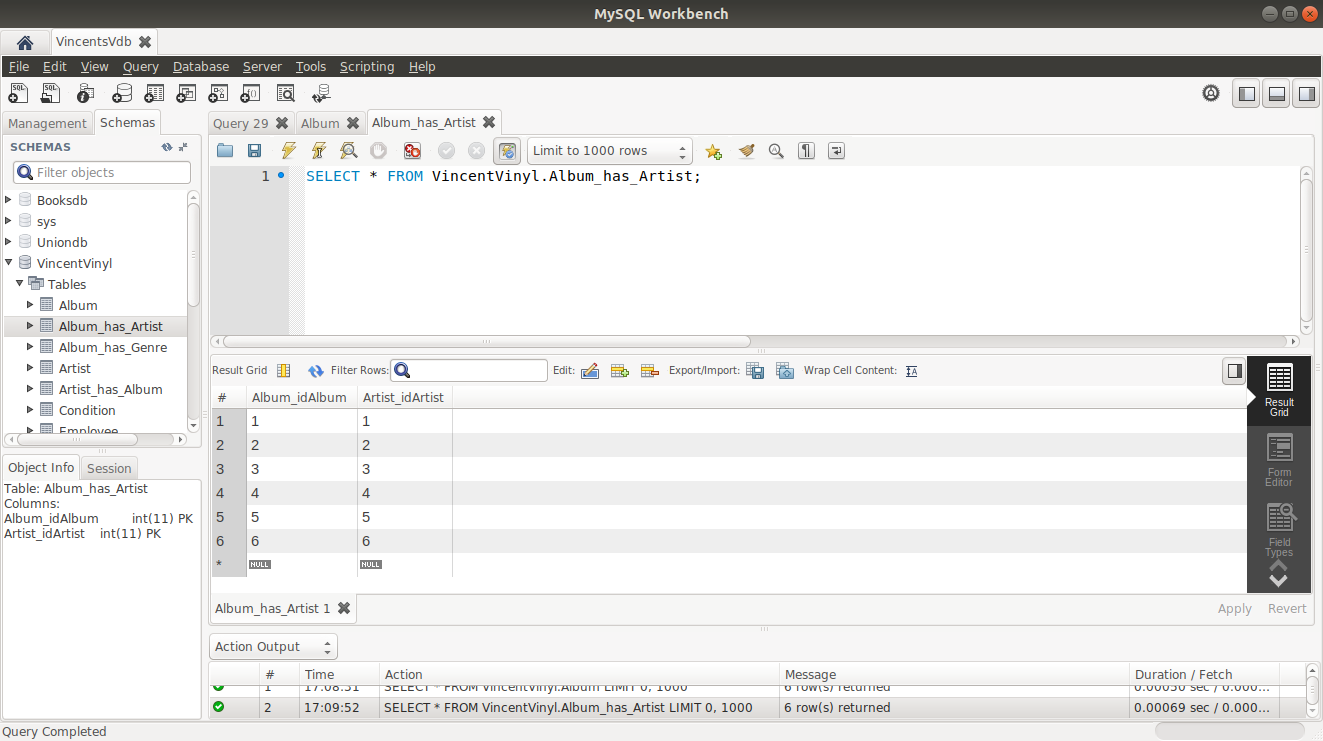 MySQL Workbench
VincentsVdb
File Edit View Query Database Server Tools Scripting Help
Management Schemas
SCHEMAS
Filter objects
Booksdb
sys
Uniondb
VincentVinyl
Tables
Album
Album_has_Artist
Album_has_Genre
Artist
Artist_has_Album
Condition
Employee
Object Info Session
Table: Album_has_Artist
Columns:
Album_idAlbum int(11) PK
Artist_idArtist int(11) PK
Query 29 Album Album_has_Artist
Limit to 1000 rows
1 SELECT * FROM VincentVinyl.Album_has_Artist;
Result Grid Filter Rows: Edit: Export/Import: Wrap Cell Content:
# Album_idAlbum Artist_idArtist
1 1 1
2 2 2
3 3 3
4 4 4
5 5 5
6 6 6
* NULL NULL
Result
Grid
Form
Editor
Field
Types
Album_has_Artist 1 Apply Revert
Action Output
# Time Action Message Duration / Fetch
1 17:08:31 SELECT * FROM VincentVinyl.Album LIMIT 0, 1000 6 row(s) returned 0.00050 sec / 0.000...
2 17:09:52 SELECT * FROM VincentVinyl.Album_has_Artist LIMIT 0, 1000 6 row(s) returned 0.00069 sec / 0.000...
Query Completed